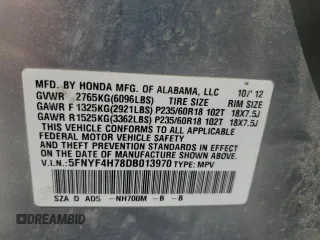 MFD. BY HONDA MFG. OF ALABAMA, LLC 10/'12
GVWR 2765KG(6096LBS) TIRE SIZE RIM SIZE
GAWR F 1325KG(2921LBS) P235/60R18 102T 18X7.5J
GAWR R 1525KG(3362LBS) P235/60R18 102T 18X7.5J
THIS VEHICLE CONFORMS TO ALL APPLICABLE
FEDERAL MOTOR VEHICLE SAFETY AND THEFT
PREVENTION STANDARDS IN EFFECT ON THE
DATE OF MANUFACTURE SHOWN ABOVE.
V.I.N.: 5FNYF4H78DB013970 TYPE: MPV
SZA D AD5 -NH700M -B -B
DREAMBID.COM